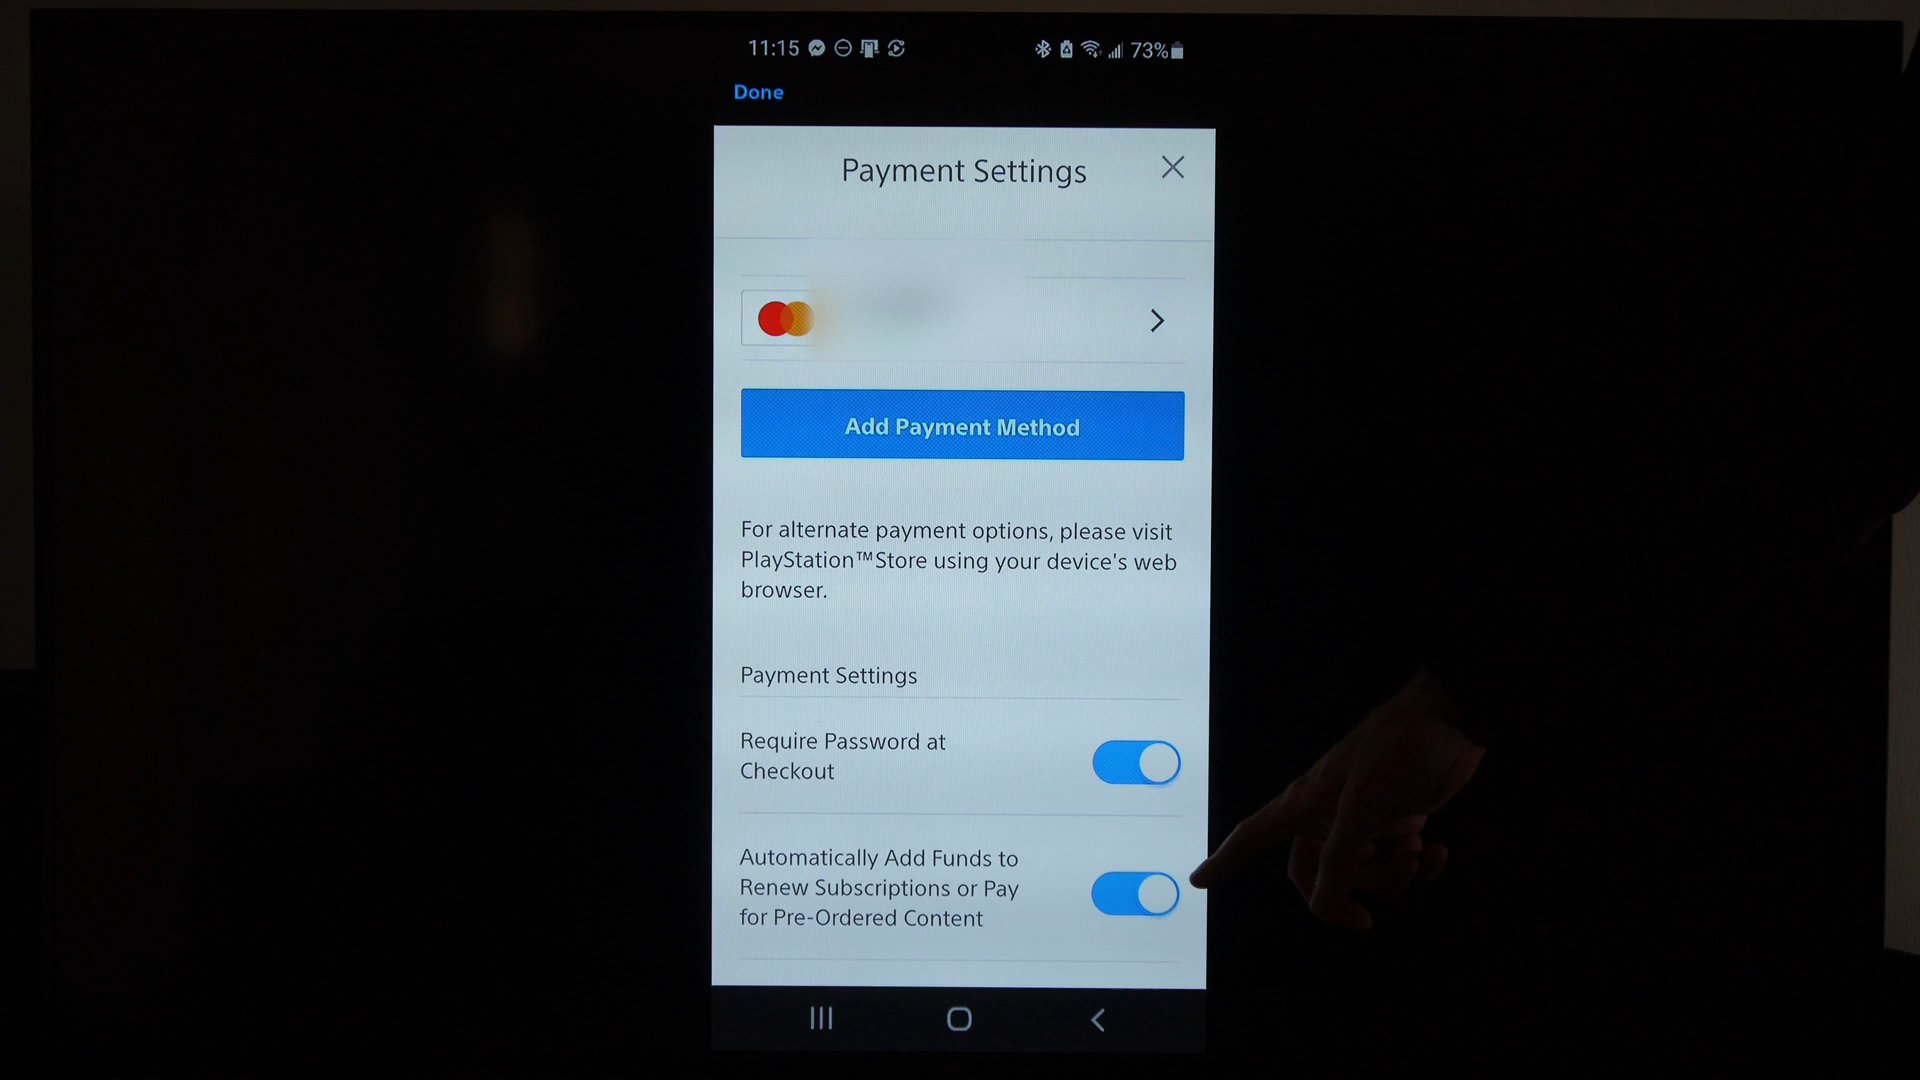 11:15 73%
Done
Payment Settings
Add Payment Method
For alternate payment options, please visit
PlayStation™Store using your device's web
browser.
Payment Settings
Require Password at
Checkout
Automatically Add Funds to
Renew Subscriptions or Pay
for Pre-Ordered Content